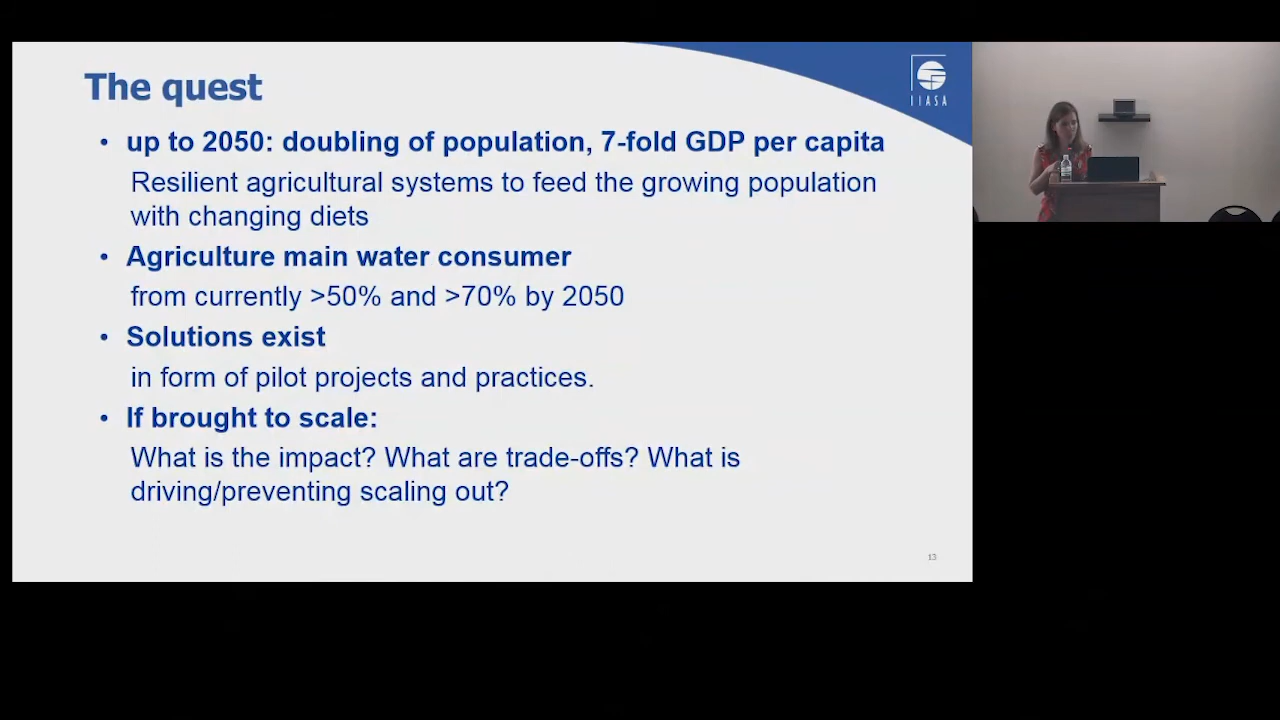 The quest
IIASA
• up to 2050: doubling of population, 7-fold GDP per capita
Resilient agricultural systems to feed the growing population
with changing diets
• Agriculture main water consumer
from currently >50% and >70% by 2050
• Solutions exist
in form of pilot projects and practices.
• If brought to scale:
What is the impact? What are trade-offs? What is
driving/preventing scaling out?
13